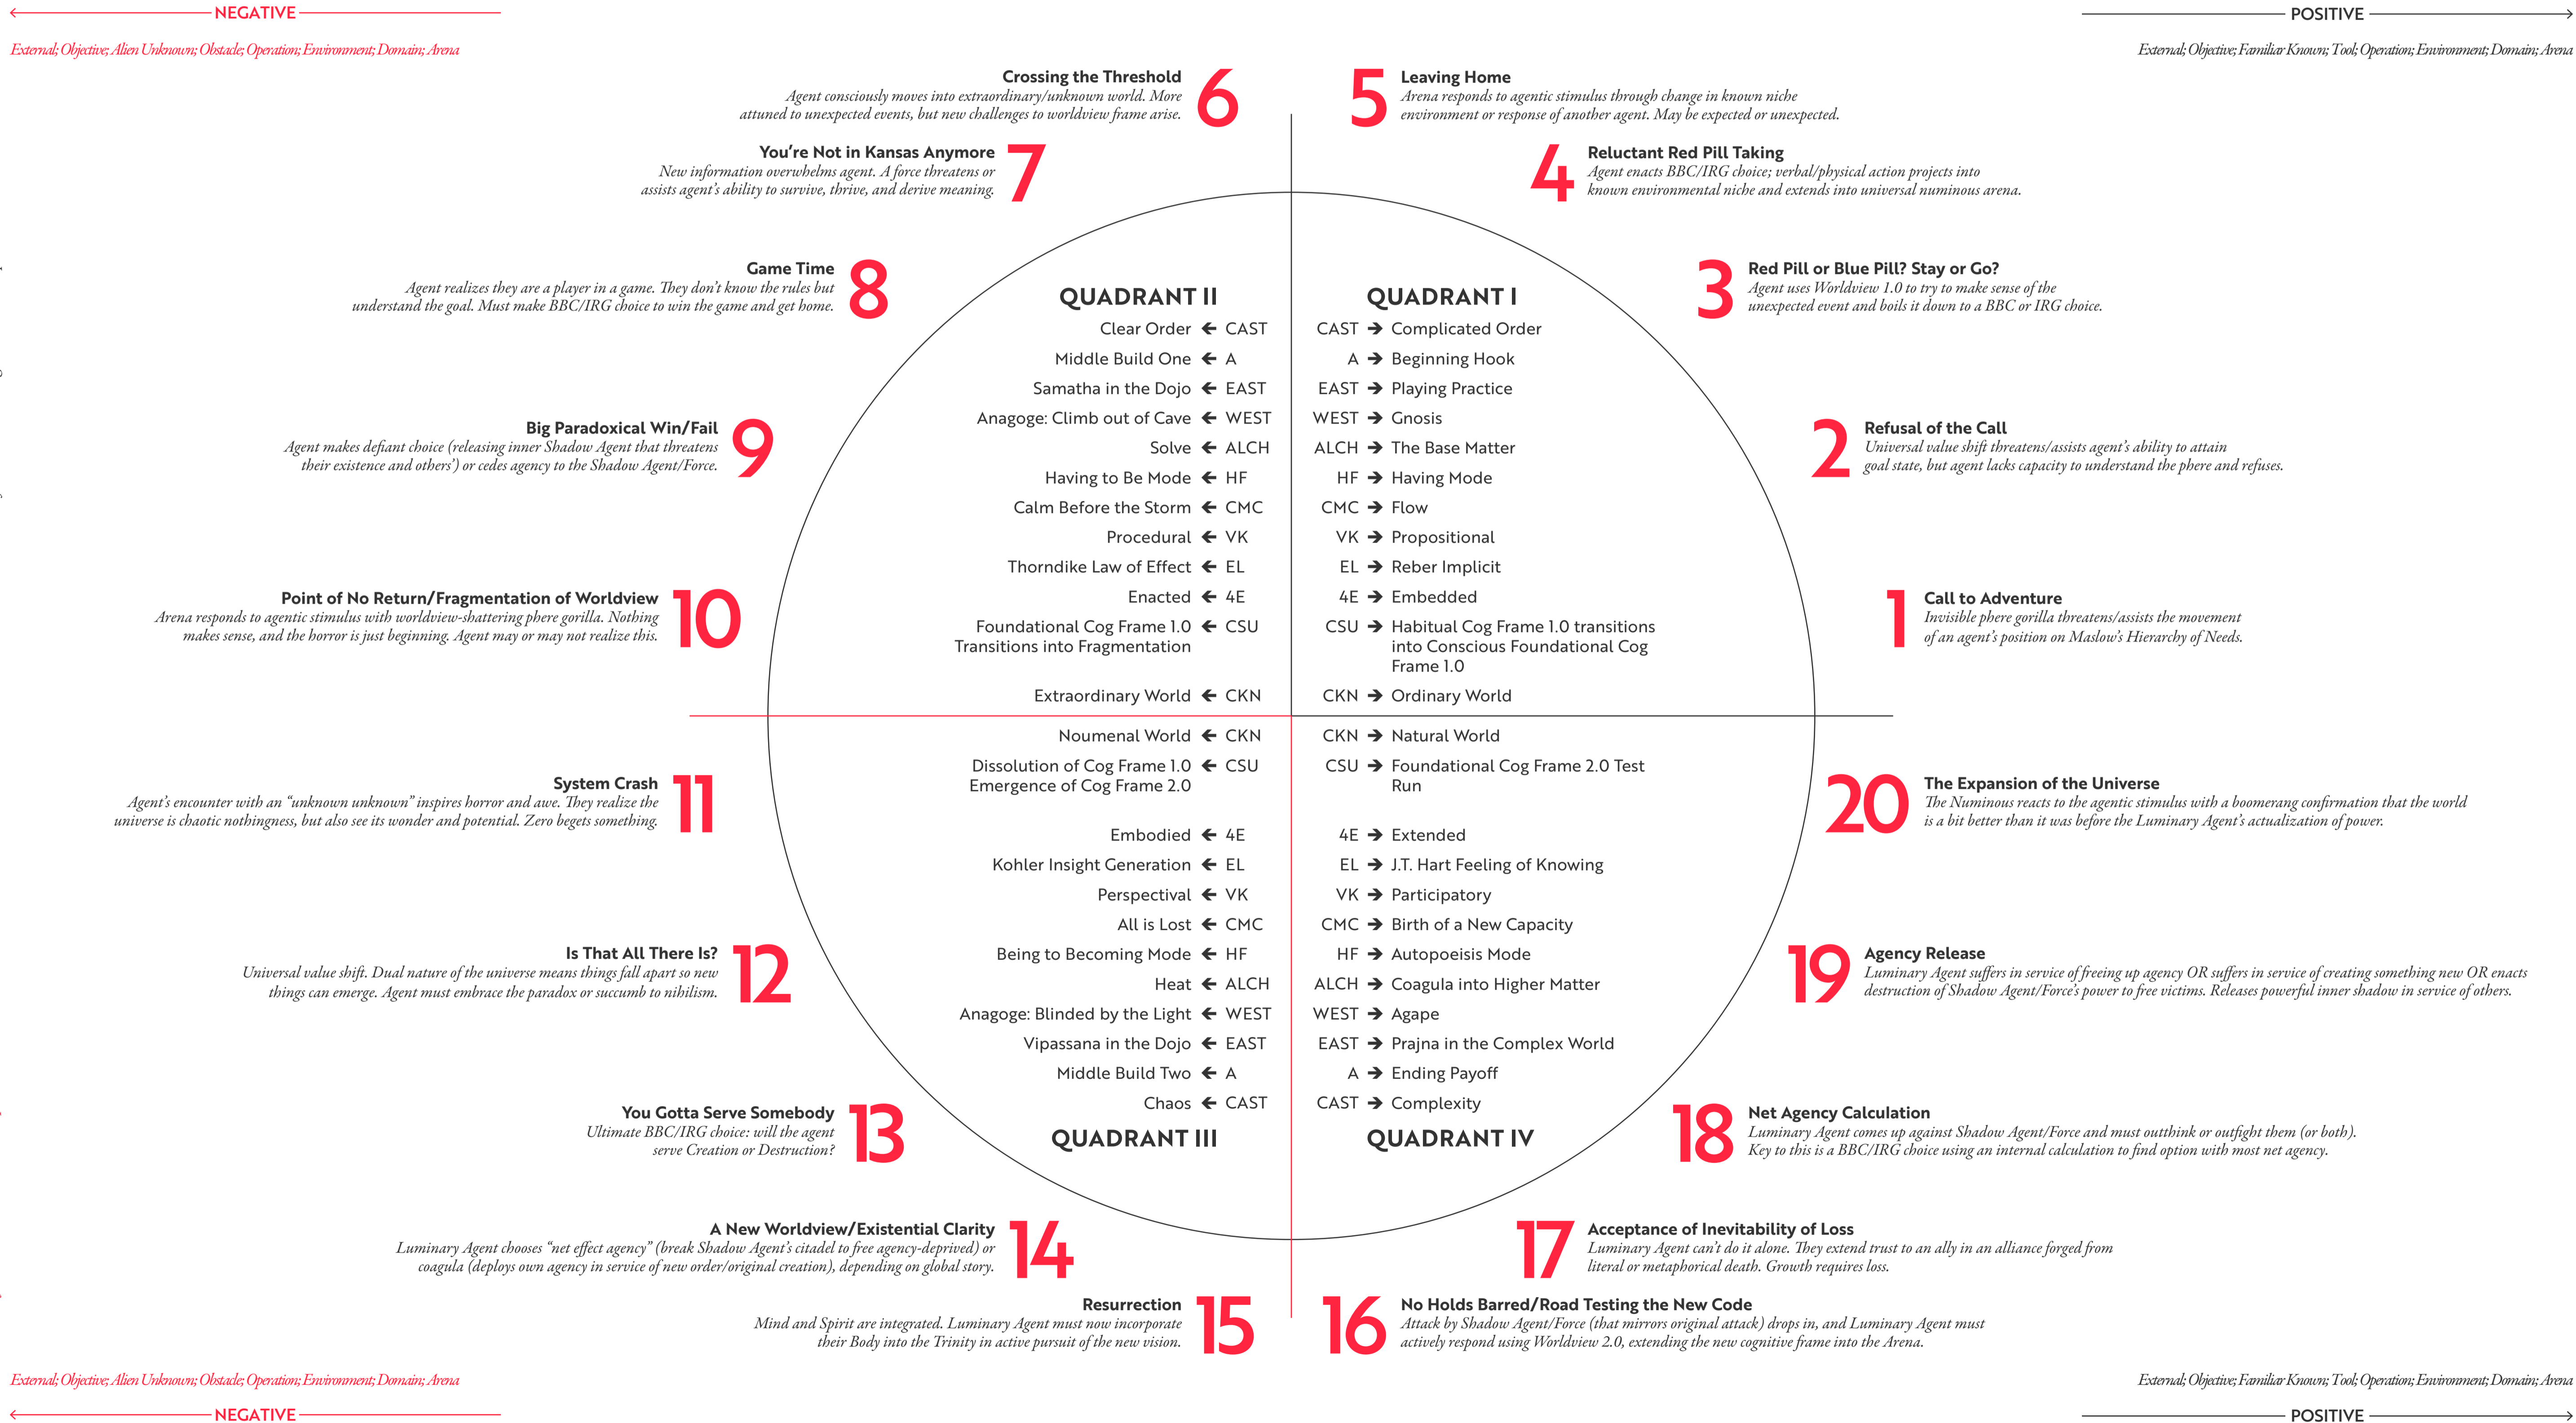 NEGATIVE
External; Objective; Alien Unknown; Obstacle; Operation; Environment; Domain; Arena
POSITIVE
External; Objective; Familiar Known; Tool; Operation; Environment; Domain; Arena
6
Crossing the Threshold
Agent consciously moves into extraordinary/unknown world. More
attuned to unexpected events, but new challenges to worldview frame arise.
5
Leaving Home
Arena responds to agentic stimulus through change in known niche
environment or response of another agent. May be expected or unexpected.
7
You're Not in Kansas Anymore
New information overwhelms agent. A force threatens or
assists agent's ability to survive, thrive, and derive meaning.
4
Reluctant Red Pill Taking
Agent enacts BBC/IRG choice; verbal/physical action projects into
known environmental niche and extends into universal numinous arena.
8
Game Time
Agent realizes they are a player in a game. They don't know the rules but
understand the goal. Must make BBC/IRG choice to win the game and get home.
3
Red Pill or Blue Pill? Stay or Go?
Agent uses Worldview 1.0 to try to make sense of the
unexpected event and boils it down to a BBC or IRG choice.
9
Big Paradoxical Win/Fail
Agent makes defiant choice (releasing inner Shadow Agent that threatens
their existence and others') or cedes agency to the Shadow Agent/Force.
2
Refusal of the Call
Universal value shift threatens/assists agent's ability to attain
goal state, but agent lacks capacity to understand the phere and refuses.
10
Point of No Return/Fragmentation of Worldview
Arena responds to agentic stimulus with worldview-shattering phere gorilla. Nothing
makes sense, and the horror is just beginning. Agent may or may not realize this.
1
Call to Adventure
Invisible phere gorilla threatens/assists the movement
of an agent's position on Maslow's Hierarchy of Needs.
QUADRANT II
Clear Order ← CAST
Middle Build One ← A
Samatha in the Dojo ← EAST
Anagoge: Climb out of Cave ← WEST
Solve ← ALCH
Having to Be Mode ← HF
Calm Before the Storm ← CMC
Procedural ← VK
Thorndike Law of Effect ← EL
Enacted ← 4E
Foundational Cog Frame 1.0 ← CSU
Transitions into Fragmentation
Extraordinary World ← CKN
QUADRANT I
CAST → Complicated Order
A → Beginning Hook
EAST → Playing Practice
WEST → Gnosis
ALCH → The Base Matter
HF → Having Mode
CMC → Flow
VK → Propositional
EL → Reber Implicit
4E → Embedded
CSU → Habitual Cog Frame 1.0 transitions
into Conscious Foundational Cog
Frame 1.0
CKN → Ordinary World
Noumenal World ← CKN
Dissolution of Cog Frame 1.0 ← CSU
Emergence of Cog Frame 2.0
Embodied ← 4E
Kohler Insight Generation ← EL
Perspectival ← VK
All is Lost ← CMC
Being to Becoming Mode ← HF
Heat ← ALCH
Anagoge: Blinded by the Light ← WEST
Vipassana in the Dojo ← EAST
Middle Build Two ← A
Chaos ← CAST
QUADRANT III
CKN → Natural World
CSU → Foundational Cog Frame 2.0 Test
Run
4E → Extended
EL → J.T. Hart Feeling of Knowing
VK → Participatory
CMC → Birth of a New Capacity
HF → Autopoeisis Mode
ALCH → Coagula into Higher Matter
WEST → Agape
EAST → Prajna in the Complex World
A → Ending Payoff
CAST → Complexity
QUADRANT IV
11
System Crash
Agent's encounter with an "unknown unknown" inspires horror and awe. They realize the
universe is chaotic nothingness, but also see its wonder and potential. Zero begets something.
20
The Expansion of the Universe
The Numinous reacts to the agentic stimulus with a boomerang confirmation that the world
is a bit better than it was before the Luminary Agent's actualization of power.
12
Is That All There Is?
Universal value shift. Dual nature of the universe means things fall apart so new
things can emerge. Agent must embrace the paradox or succumb to nihilism.
19
Agency Release
Luminary Agent suffers in service of freeing up agency OR suffers in service of creating something new OR enacts
destruction of Shadow Agent/Force's power to free victims. Releases powerful inner shadow in service of others.
13
You Gotta Serve Somebody
Ultimate BBC/IRG choice: will the agent
serve Creation or Destruction?
18
Net Agency Calculation
Luminary Agent comes up against Shadow Agent/Force and must outthink or outfight them (or both).
Key to this is a BBC/IRG choice using an internal calculation to find option with most net agency.
14
A New Worldview/Existential Clarity
Luminary Agent chooses "net effect agency" (break Shadow Agent's citadel to free agency-deprived) or
coagula (deploys own agency in service of new order/original creation), depending on global story.
17
Acceptance of Inevitability of Loss
Luminary Agent can't do it alone. They extend trust to an ally in an alliance forged from
literal or metaphorical death. Growth requires loss.
15
Resurrection
Mind and Spirit are integrated. Luminary Agent must now incorporate
their Body into the Trinity in active pursuit of the new vision.
16
No Holds Barred/Road Testing the New Code
Attack by Shadow Agent/Force (that mirrors original attack) drops in, and Luminary Agent must
actively respond using Worldview 2.0, extending the new cognitive frame into the Arena.
External; Objective; Alien Unknown; Obstacle; Operation; Environment; Domain; Arena
NEGATIVE
External; Objective; Familiar Known; Tool; Operation; Environment; Domain; Arena
POSITIVE